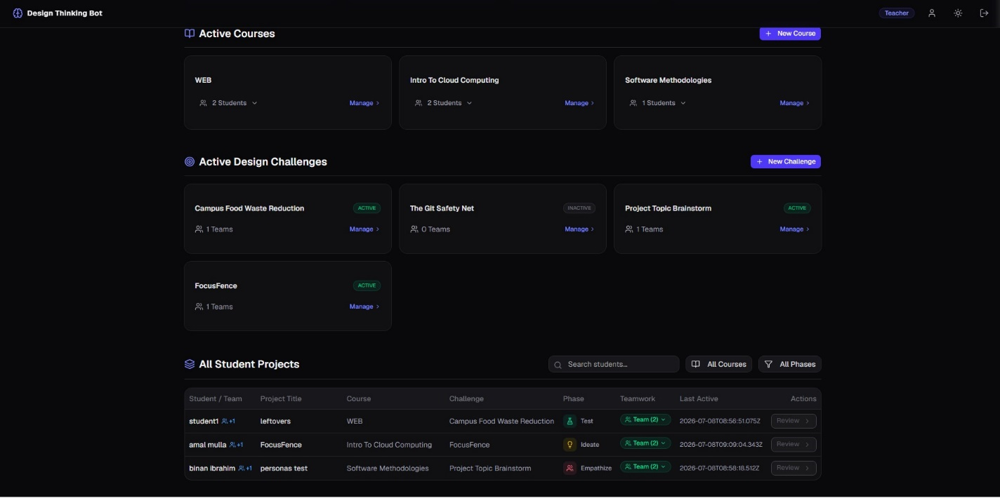 Design Thinking Bot Teacher
Active Courses + New Course
WEB Intro To Cloud Computing Software Methodologies
2 Students Manage > 2 Students Manage > 1 Students Manage >
Active Design Challenges + New Challenge
Campus Food Waste Reduction ACTIVE The Git Safety Net INACTIVE Project Topic Brainstorm ACTIVE
1 Teams Manage > 0 Teams Manage > 1 Teams Manage >
FocusFence ACTIVE
1 Teams Manage >
All Student Projects Search students... All Courses All Phases
Student / Team Project Title Course Challenge Phase Teamwork Last Active Actions
student1 +1 leftovers WEB Campus Food Waste Reduction Test Team (2) 2026-07-08T08:56:51.075Z Review >
amal mulla +1 FocusFence Intro To Cloud Computing FocusFence Ideate Team (2) 2026-07-08T09:09:04.343Z Review >
binan ibrahim +1 personas test Software Methodologies Project Topic Brainstorm Empathize Team (2) 2026-07-08T08:58:18.512Z Review >